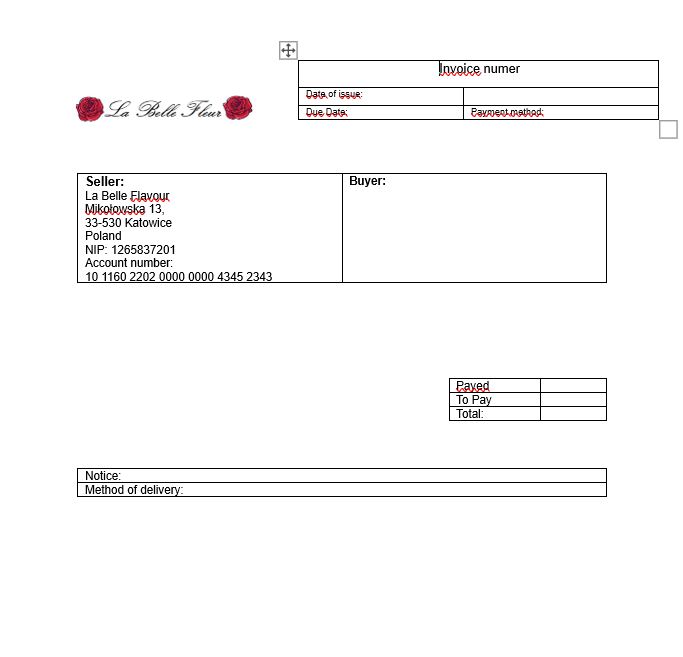 Invoice numer
La Belle Fleur
Date of issue:
Due Date: Payment method:
Seller:
La Belle Flavour
Mikołowska 13,
33-530 Katowice
Poland
NIP: 1265837201
Account number:
10 1160 2202 0000 0000 4345 2343
Buyer:
Payed
To Pay
Total:
Notice:
Method of delivery: